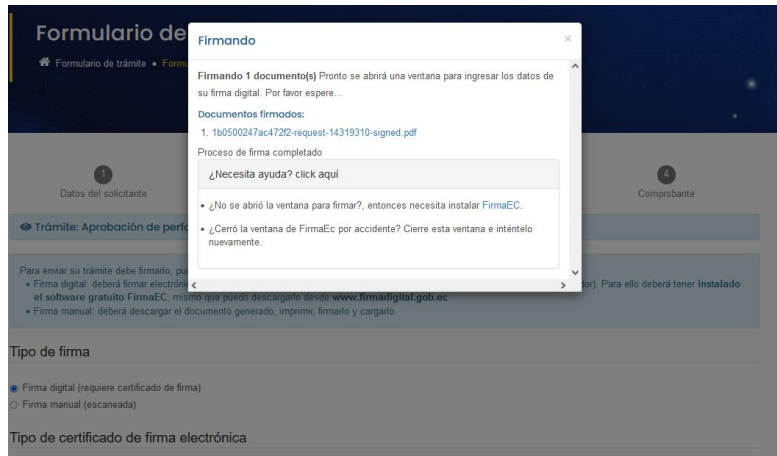 Formulario de
Formulario de trámite • Formu
Firmando
×
Firmando 1 documento(s) Pronto se abrirá una ventana para ingresar los datos de
su firma digital. Por favor espere...
Documentos firmados:
1. 1b0500247ac472f2-request-14319310-signed.pdf
Proceso de firma completado
¿Necesita ayuda? click aquí
• ¿No se abrió la ventana para firmar?, entonces necesita instalar FirmaEC.
• ¿Cerró la ventana de FirmaEc por accidente? Cierre esta ventana e inténtelo
nuevamente.
1
Datos del solicitante
4
Comprobante
Trámite: Aprobación de perfo
Para enviar su trámite debe firmarlo, pue
• Firma digital: deberá firmar electróni dor). Para ello deberá tener instalado
el software gratuito FirmaEC, mismo que puedo descargarlo desde:www.firmadigital.gob.ec
• Firma manual: deberá descargar el documento generado, imprimir, firmarlo y cargarlo.
Tipo de firma
Firma digital (requiere certificado de firma)
Firma manual (escaneada)
Tipo de certificado de firma electrónica